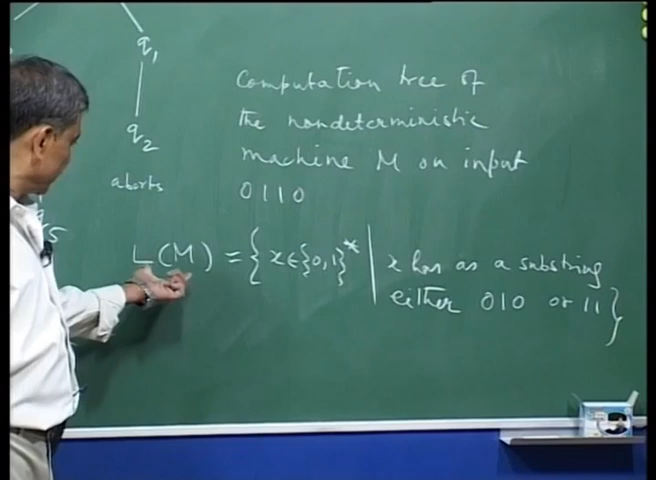 q₁
Computation tree of
the nondeterministic
q₂
machine M on input
aborts
0110
L(M) = { x ∈ {0,1}* | x has as a substring
either 010 or 11 }